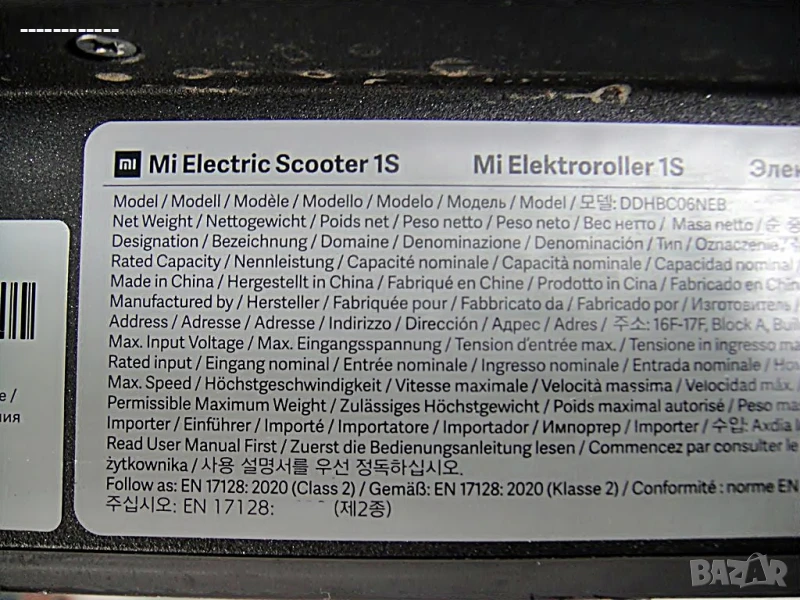 mi Mi Electric Scooter 1S Mi Elektroroller 1S Элек
Model / Modell / Modèle / Modello / Modelo / Модель / Model / 모델: DDHBC06NEB
Net Weight / Nettogewicht / Poids net / Peso netto / Peso neto / Вес нетто / Masa netto / 순 중
Designation / Bezeichnung / Domaine / Denominazione / Denominación / Тип / Oznaczenie /
Rated Capacity / Nennleistung / Capacité nominale / Capacità nominale / Capacidad nominal
Made in China / Hergestellt in China / Fabriqué en Chine / Prodotto in Cina / Fabricado en China
Manufactured by / Hersteller / Fabriquée pour / Fabbricato da / Fabricado por / Изготовитель /
Address / Adresse / Adresse / Indirizzo / Dirección / Адрес / Adres / 주소: 16F-17F, Block A, Buil
Max. Input Voltage / Max. Eingangsspannung / Tension d'entrée max. / Tensione in ingresso ma
Rated input / Eingang nominal / Entrée nominale / Ingresso nominale / Entrada nominale /
Max. Speed / Höchstgeschwindigkeit / Vitesse maximale / Velocità massima / Velocidad máx.
Permissible Maximum Weight / Zulässiges Höchstgewicht / Poids maximal autorisé / Peso ma
Importer / Einführer / Importé / Importatore / Importador / Импортер / Importer / 수입: Axdia
Read User Manual First / Zuerst die Bedienungsanleitung lesen / Commencez par consulter le
żytkownika / 사용 설명서를 우선 정독하십시오.
Follow as: EN 17128: 2020 (Class 2) / Gemäß: EN 17128: 2020 (Klasse 2) / Conformité : norme EN
주십시오: EN 17128: (제2종)
e /
ния
BAZAR